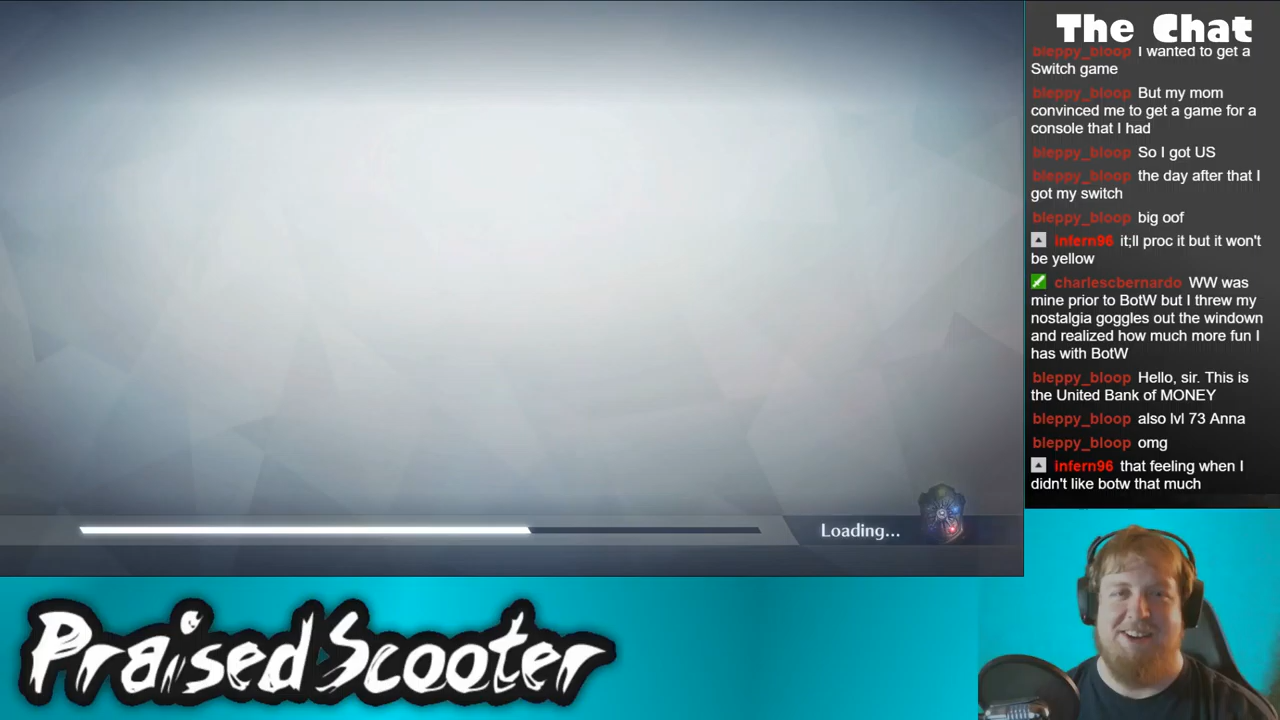 The Chat
bleppy_bloop I wanted to get a
Switch game
bleppy_bloop But my mom
convinced me to get a game for a
console that I had
bleppy_bloop So I got US
bleppy_bloop the day after that I
got my switch
bleppy_bloop big oof
infern96 it;ll proc it but it won't
be yellow
charlescbernardo WW was
mine prior to BotW but I threw my
nostalgia goggles out the windown
and realized how much more fun I
has with BotW
bleppy_bloop Hello, sir. This is
the United Bank of MONEY
bleppy_bloop also lvl 73 Anna
bleppy_bloop omg
infern96 that feeling when I
didn't like botw that much
Loading...
PraisedScooter